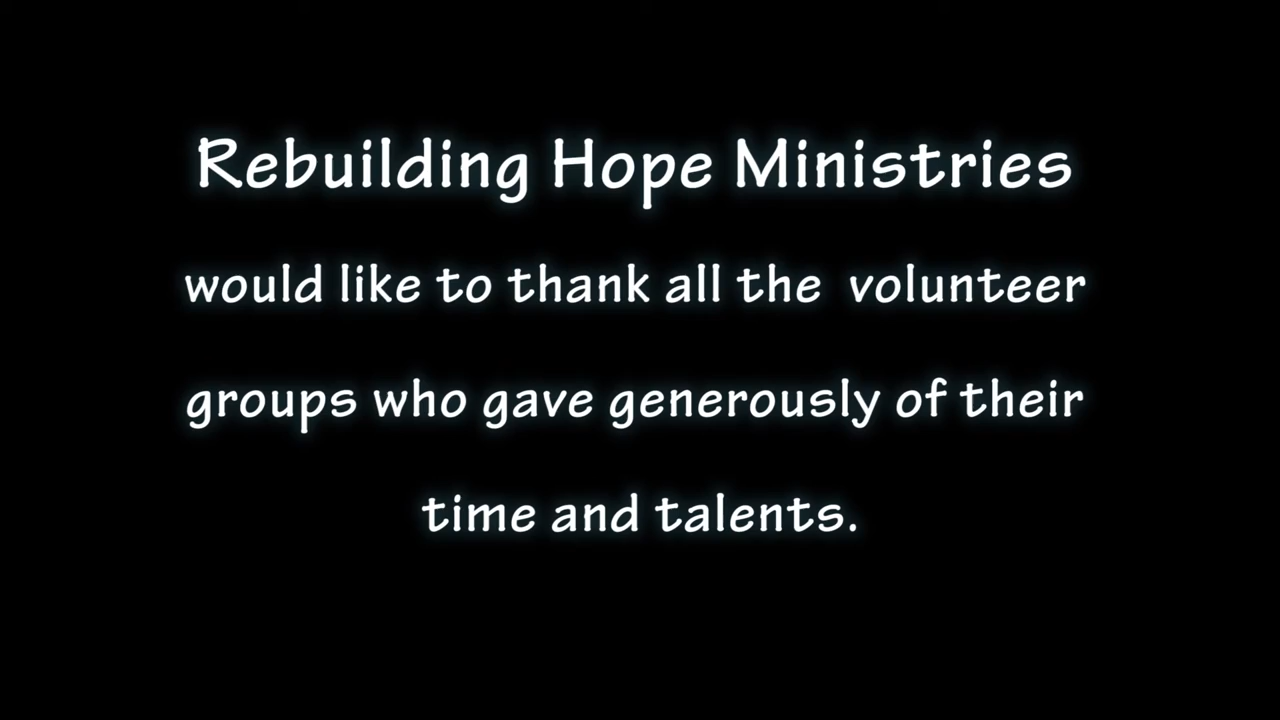 Rebuilding Hope Ministries
would like to thank all the volunteer
groups who gave generously of their
time and talents.